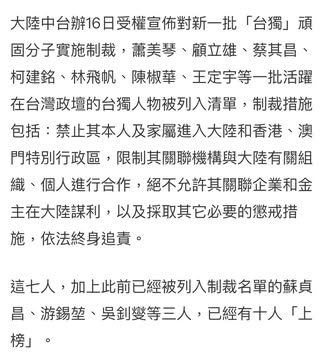 大陸中台辦16日受權宣佈對新一批「台獨」頑
固分子實施制裁，蕭美琴、顧立雄、蔡其昌、
柯建銘、林飛帆、陳椒華、王定宇等一批活躍
在台灣政壇的台獨人物被列入清單，制裁措施
包括：禁止其本人及家屬進入大陸和香港、澳
門特別行政區，限制其關聯機構與大陸有關組
織、個人進行合作，絕不允許其關聯企業和金
主在大陸謀利，以及採取其它必要的懲戒措
施，依法終身追責。
這七人，加上此前已經被列入制裁名單的蘇貞
昌、游錫堃、吳釗燮等三人，已經有十人「上
榜」。